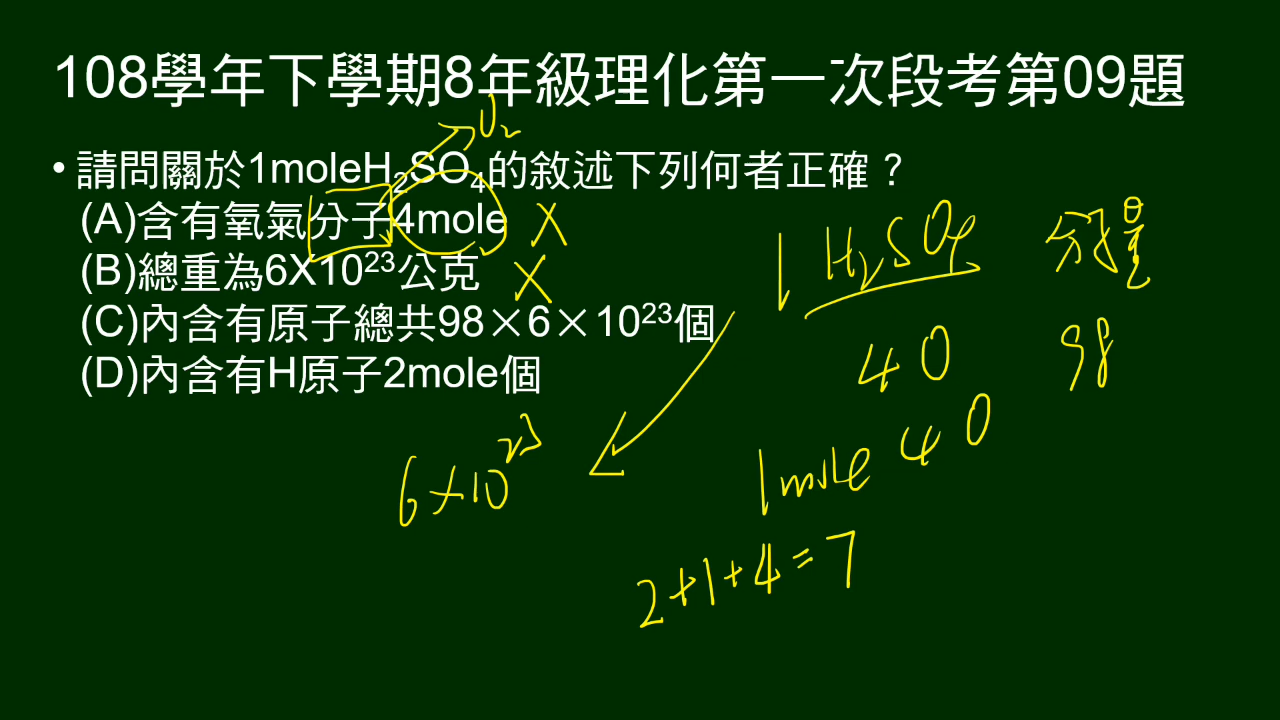 108學年下學期8年級理化第一次段考第09題
• 請問關於1moleH₂SO₄的敘述下列何者正確？
(A)含有氧氣分子4mole
(B)總重為6X10²³公克
(C)內含有原子總共98×6×10²³個
(D)內含有H原子2mole個
O₂
X
X
1 H₂SO₄ 分子量
4 O 98
1mole 4 O
6×10²³
2+1+4=7